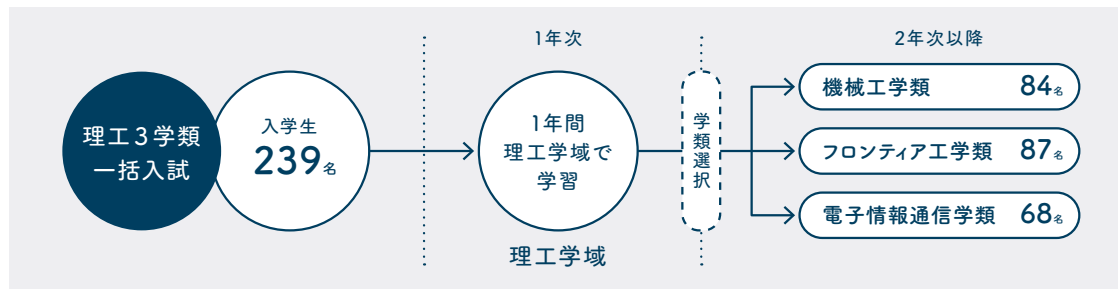 理工3学類
一括入試
入学生
239名
1年次
1年間
理工学域で
学習
理工学域
学類選択
2年次以降
機械工学類 84名
フロンティア工学類 87名
電子情報通信学類 68名